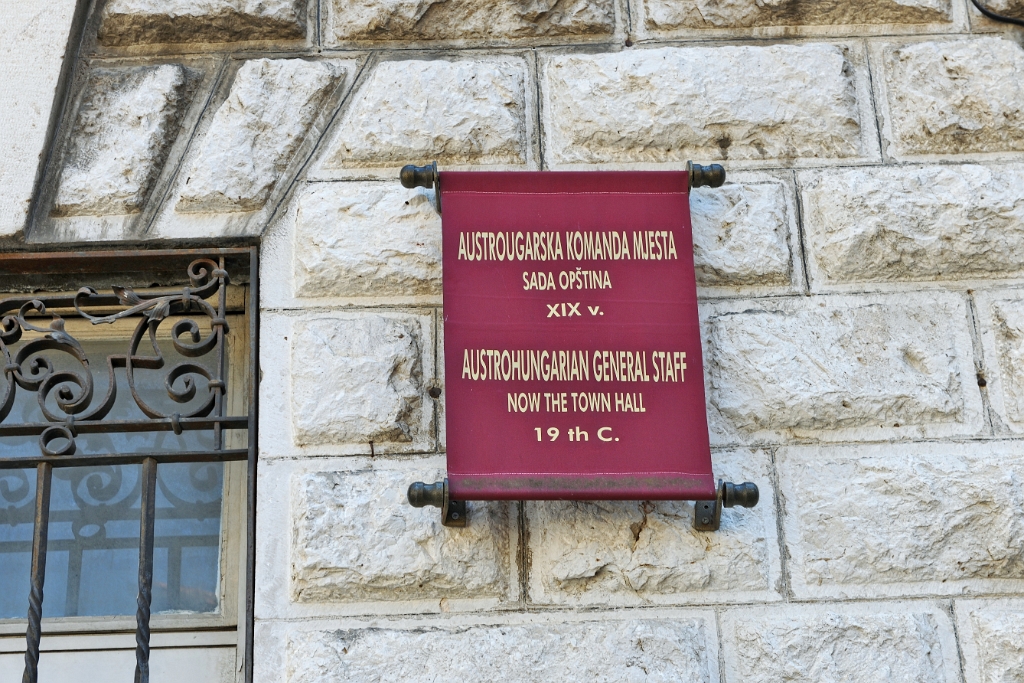 AUSTROUGARSKA KOMANDA MJESTA
SADA OPŠTINA
XIX v.
AUSTROHUNGARIAN GENERAL STAFF
NOW THE TOWN HALL
19 th C.